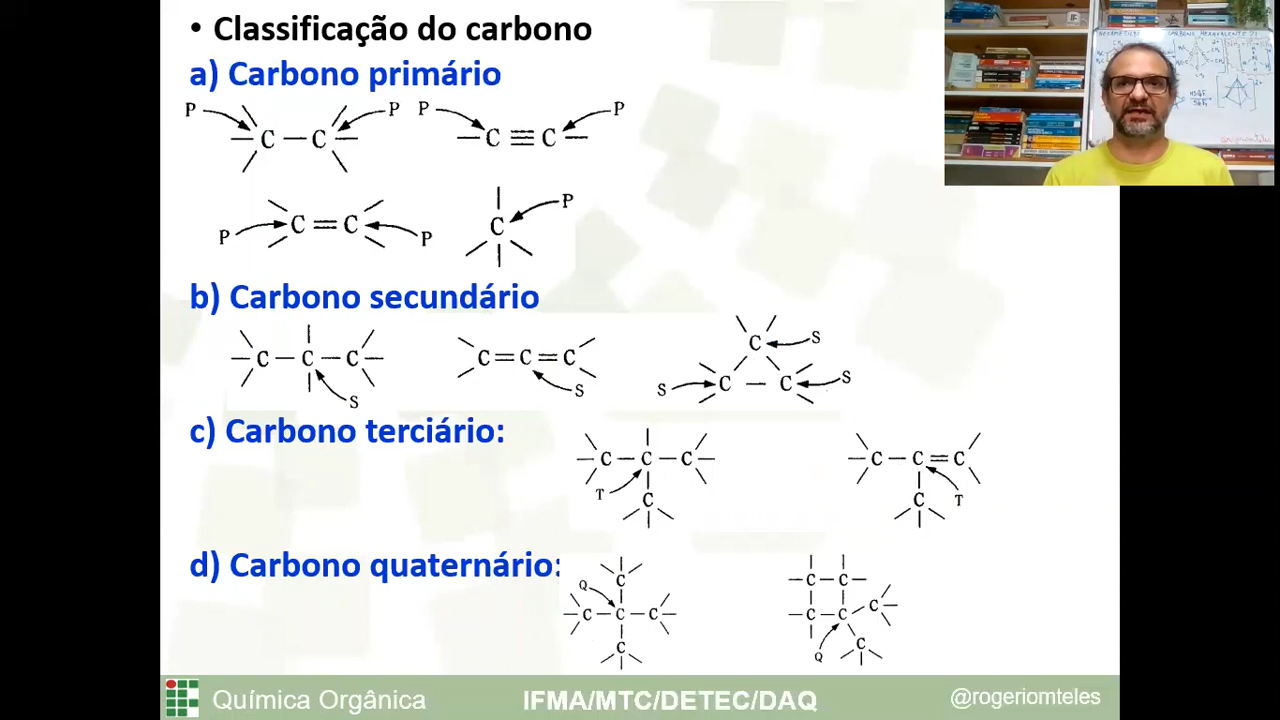 • Classificação do carbono
a) Carbono primário
P P P P
C – C C ≡ C
P C = C P C P
b) Carbono secundário
C – C – C S
C = C = C S
C S
S C – C S
c) Carbono terciário:
C – C – C
T C
C – C = C
C T
d) Carbono quaternário:
Q C
C – C – C
C
C – C
C – C – C
Q C
Química Orgânica IFMA/MTC/DETEC/DAQ @rogeriomteles